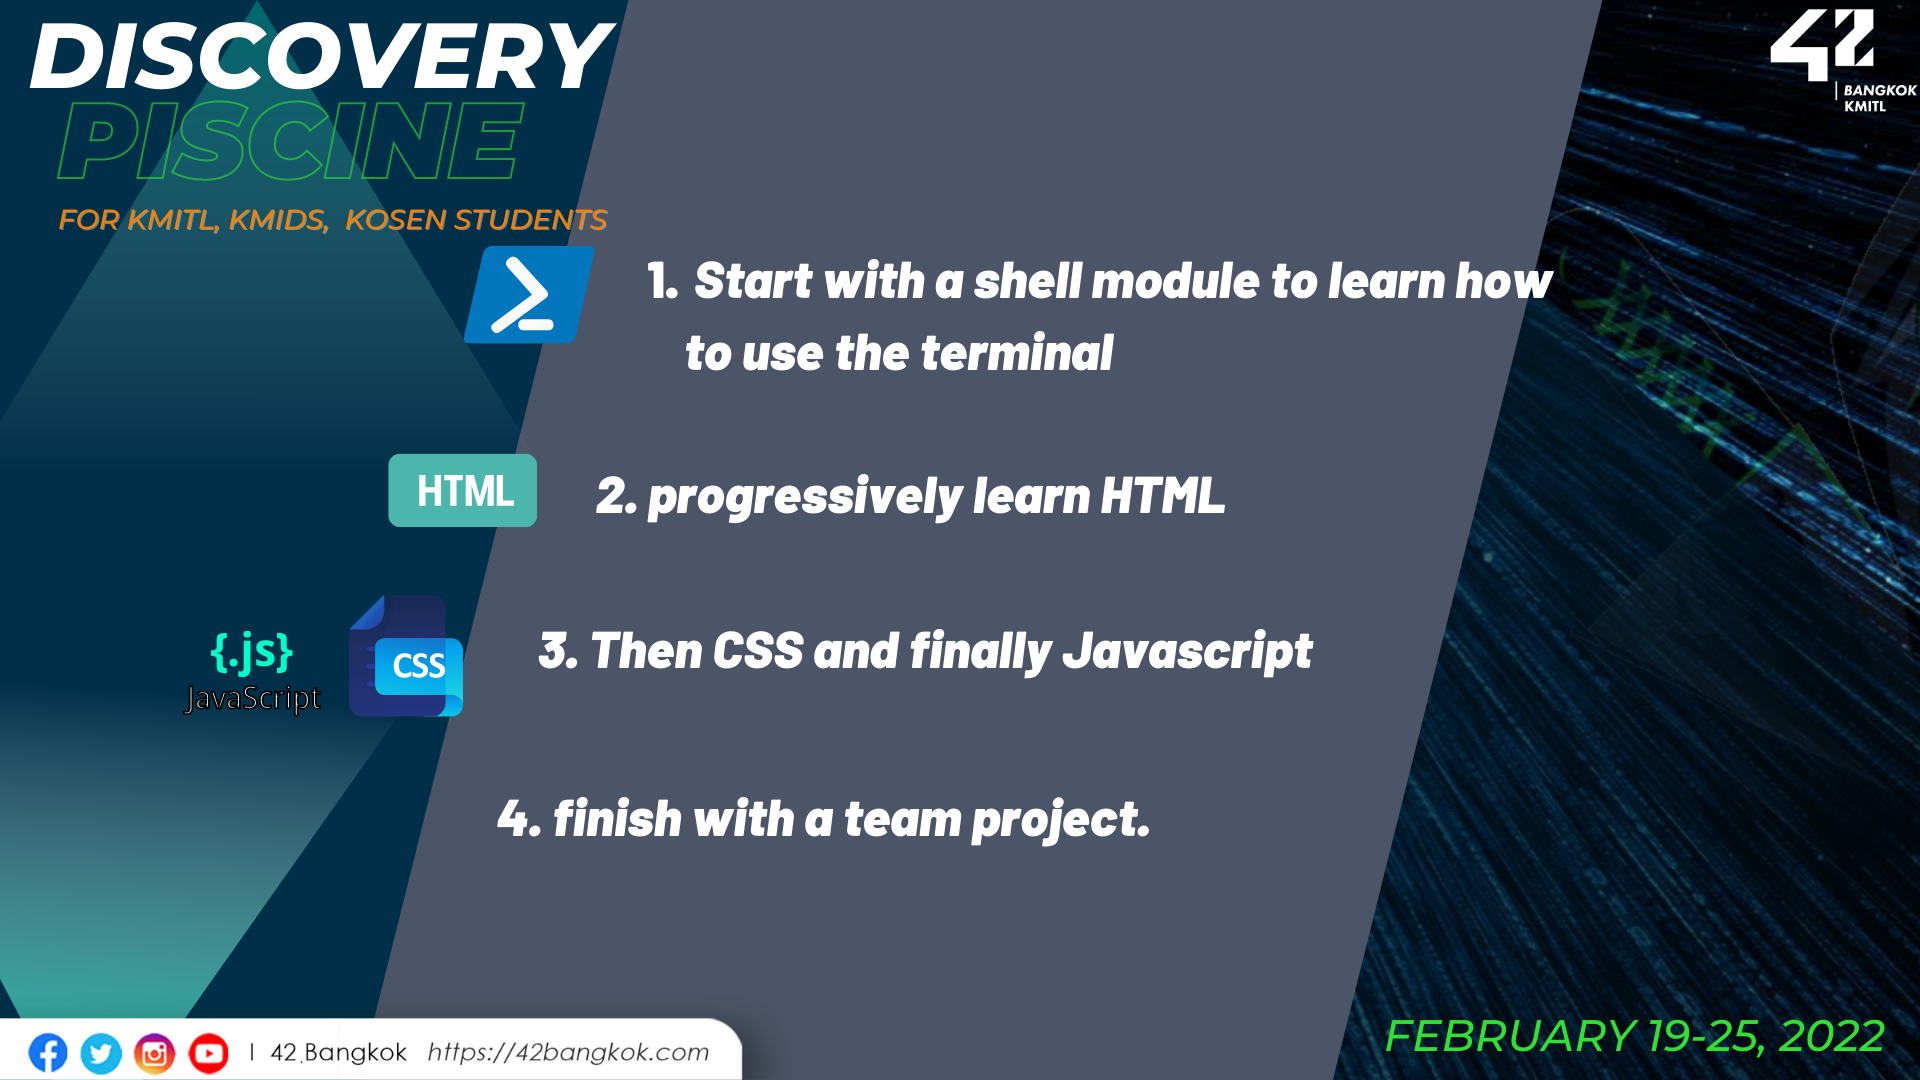 DISCOVERY
PISCINE
FOR KMITL, KMIDS, KOSEN STUDENTS
42
BANGKOK
KMITL
1. Start with a shell module to learn how
to use the terminal
HTML
2. progressively learn HTML
{.js}
JavaScript
CSS
3. Then CSS and finally Javascript
4. finish with a team project.
| 42 Bangkok https://42bangkok.com
FEBRUARY 19-25, 2022